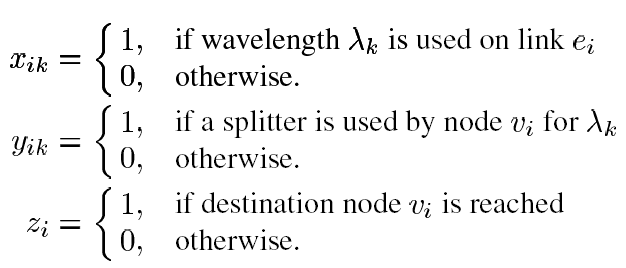 x_{ik} = { 1, if wavelength λ_k is used on link e_i
0, otherwise.
y_{ik} = { 1, if a splitter is used by node v_i for λ_k
0, otherwise.
z_i = { 1, if destination node v_i is reached
0, otherwise.